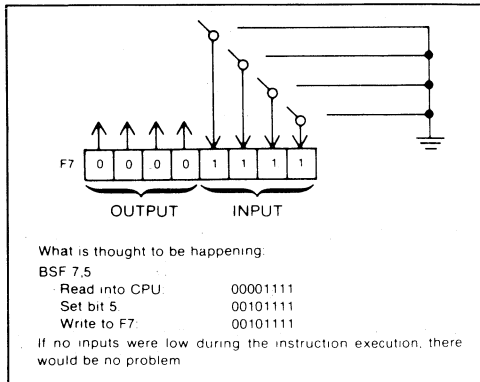 F7 0 0 0 0 1 1 1 1
OUTPUT INPUT
What is thought to be happening:
BSF 7,5
Read into CPU: 00001111
Set bit 5: 00101111
Write to F7: 00101111
If no inputs were low during the instruction execution, there
would be no problem